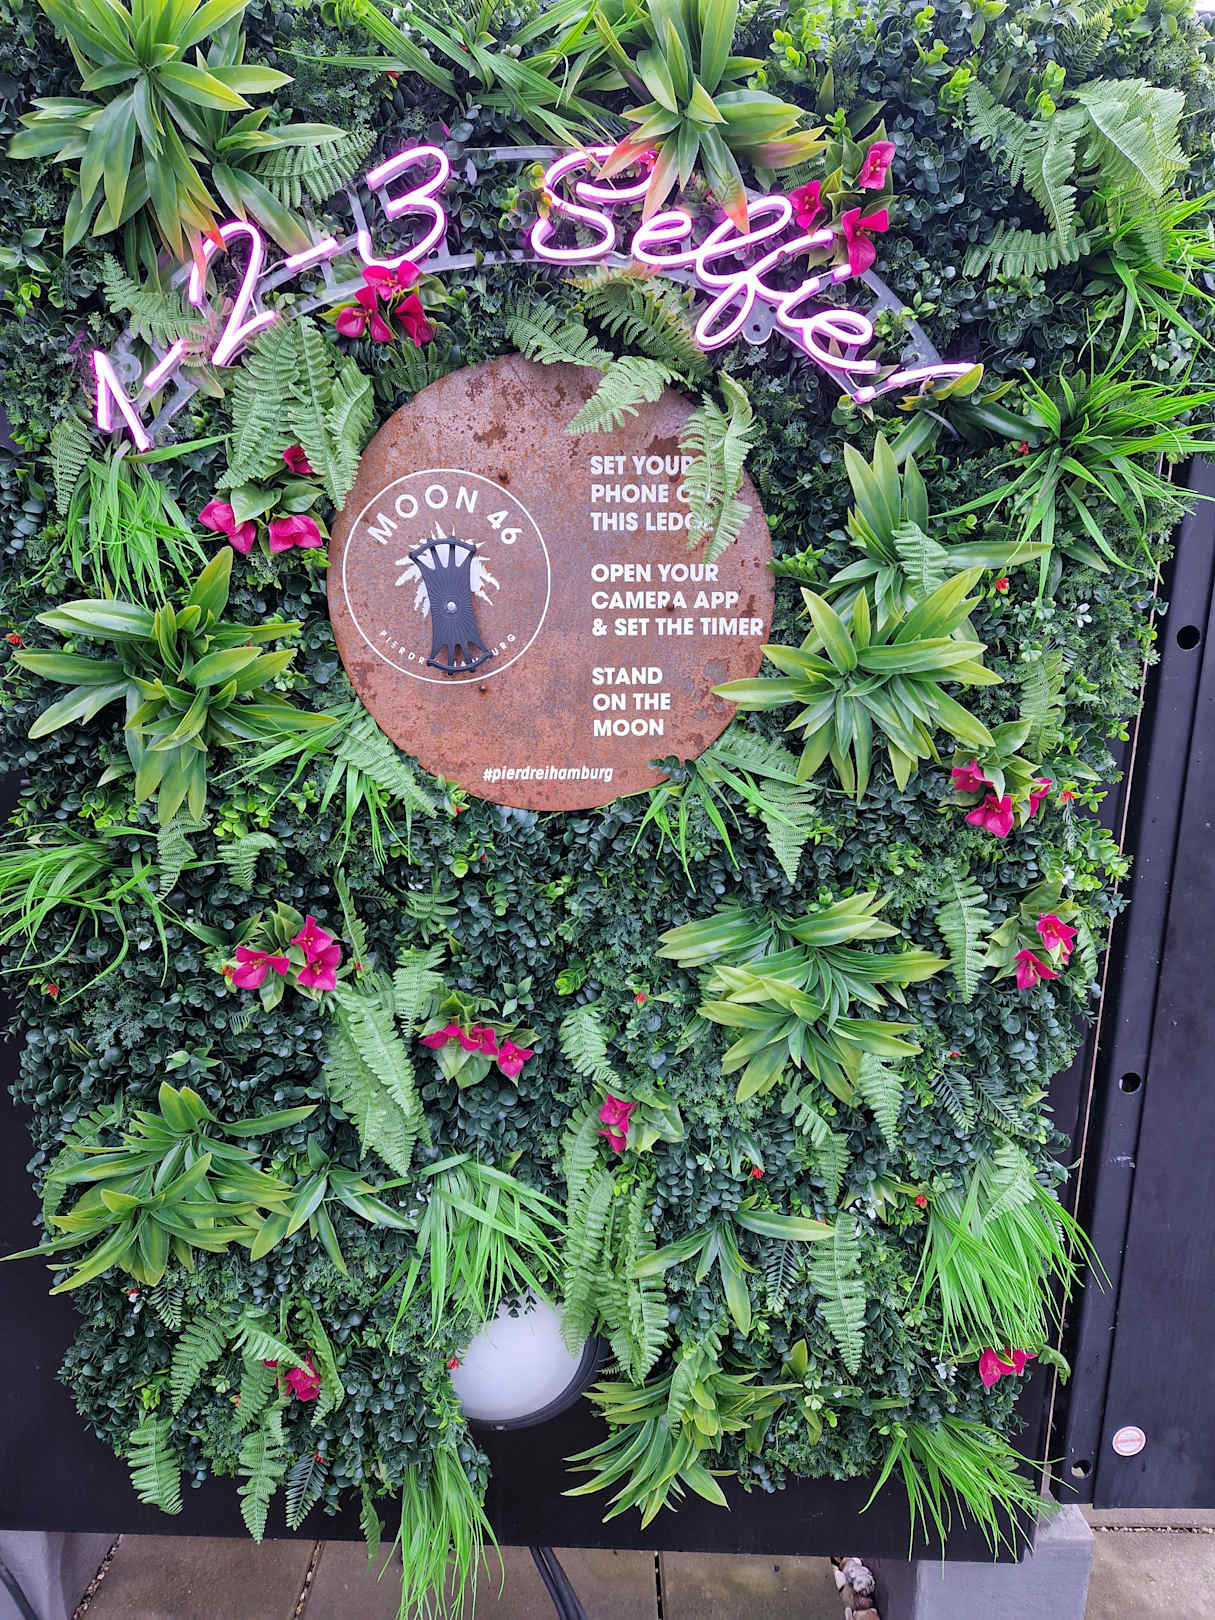 1-2-3 Selfie
MOON 46
SET YOUR
PHONE
THIS LEDGE
OPEN YOUR
CAMERA APP
& SET THE TIMER
STAND
ON THE
MOON
#pierdreihamburg